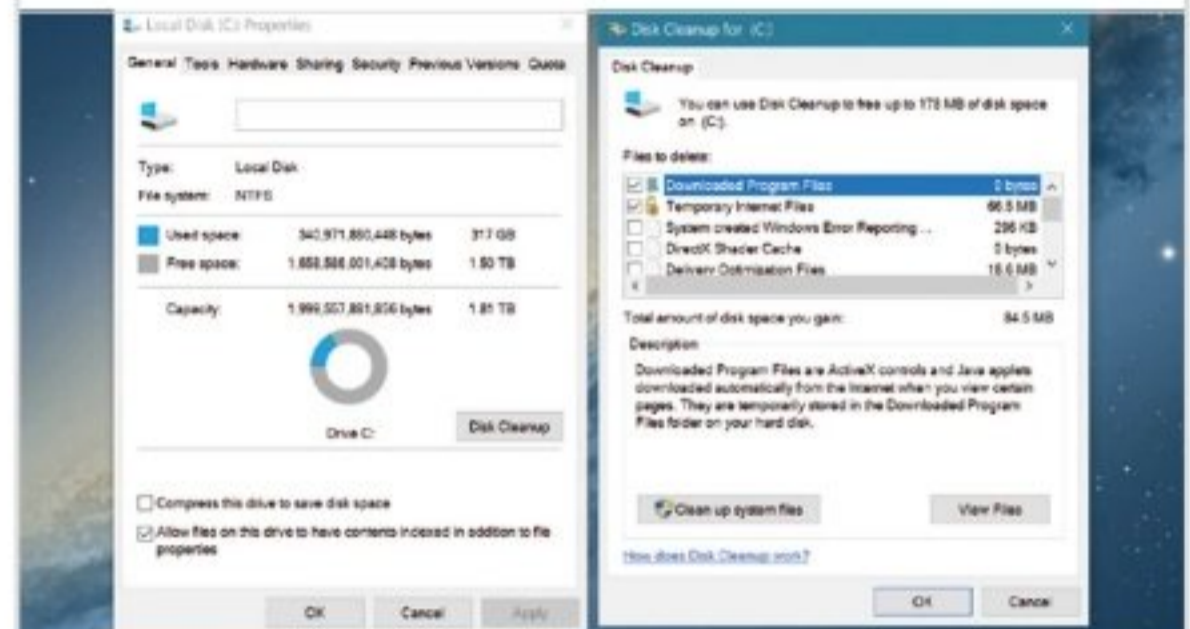 Local Disk (C:) Properties
General Tools Hardware Sharing Security Previous Versions Quota
Type: Local Disk
File system: NTFS
Used space: 340,971,880,448 bytes 317 GB
Free space: 1,658,586,001,408 bytes 1.50 TB
Capacity: 1,999,557,881,856 bytes 1.81 TB
Drive C:
Disk Cleanup
Compress this drive to save disk space
Allow files on this drive to have contents indexed in addition to file
properties
OK Cancel Apply
Disk Cleanup for (C:)
Disk Cleanup
You can use Disk Cleanup to free up to 178 MB of disk space
on (C:).
Files to delete:
Downloaded Program Files 0 bytes
Temporary Internet Files 66.5 MB
System created Windows Error Reporting ... 286 KB
DirectX Shader Cache 0 bytes
Delivery Optimisation Files 18.6 MB
Total amount of disk space you gain: 84.5 MB
Description
Downloaded Program Files are ActiveX controls and Java applets
downloaded automatically from the Internet when you view certain
pages. They are temporarily stored in the Downloaded Program
Files folder on your hard disk.
Clean up system files View Files
How does Disk Cleanup work?
OK Cancel